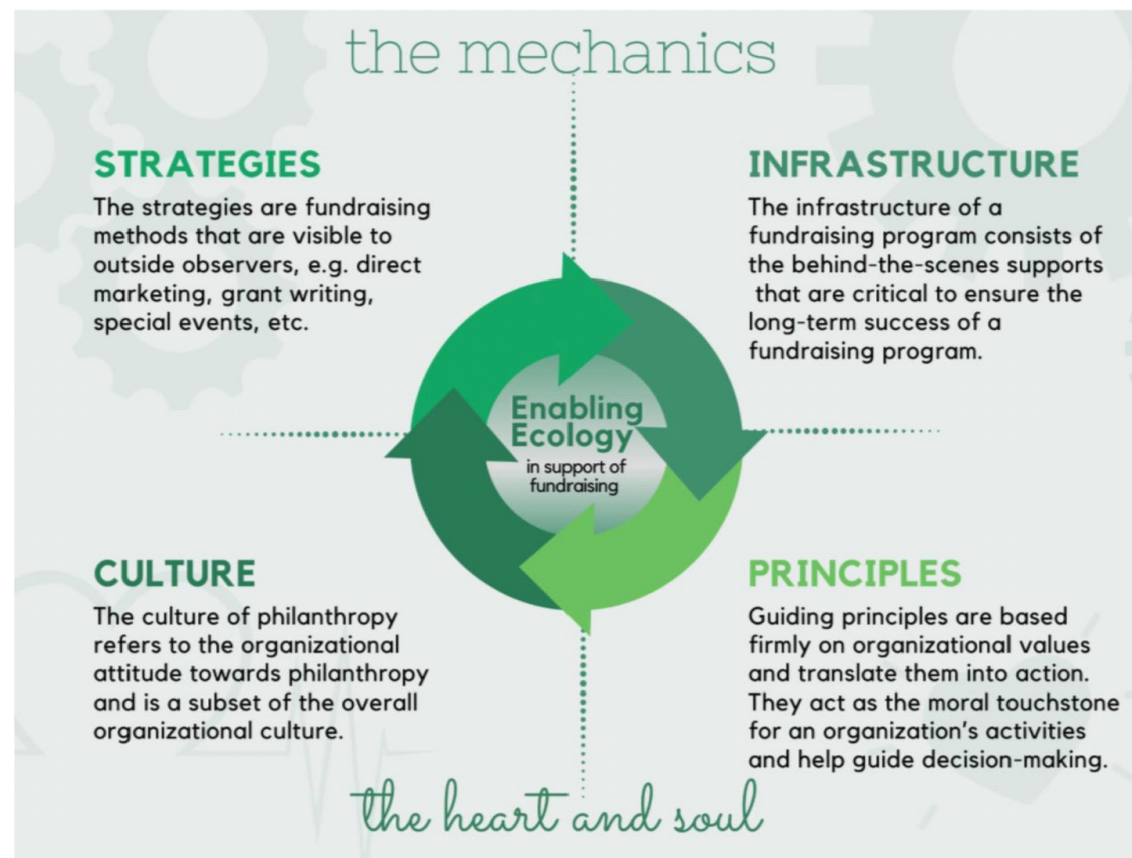 the mechanics
STRATEGIES
The strategies are fundraising
methods that are visible to
outside observers, e.g. direct
marketing, grant writing,
special events, etc.
INFRASTRUCTURE
The infrastructure of a
fundraising program consists of
the behind-the-scenes supports
that are critical to ensure the
long-term success of a
fundraising program.
Enabling
Ecology
in support of
fundraising
CULTURE
The culture of philanthropy
refers to the organizational
attitude towards philanthropy
and is a subset of the overall
organizational culture.
PRINCIPLES
Guiding principles are based
firmly on organizational values
and translate them into action.
They act as the moral touchstone
for an organization's activities
and help guide decision-making.
the heart and soul